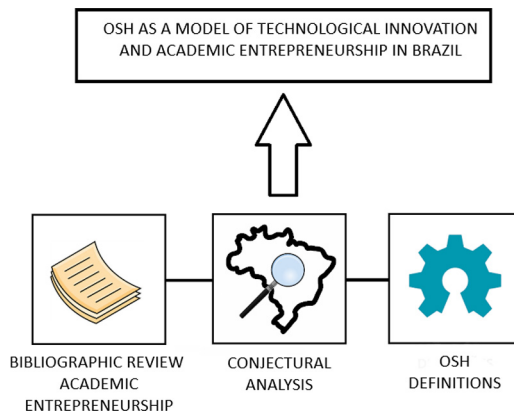 OSH AS A MODEL OF TECHNOLOGICAL INNOVATION
AND ACADEMIC ENTREPRENEURSHIP IN BRAZIL
BIBLIOGRAPHIC REVIEW
ACADEMIC
ENTREPRENEURSHIP
CONJECTURAL
ANALYSIS
OSH
DEFINITIONS